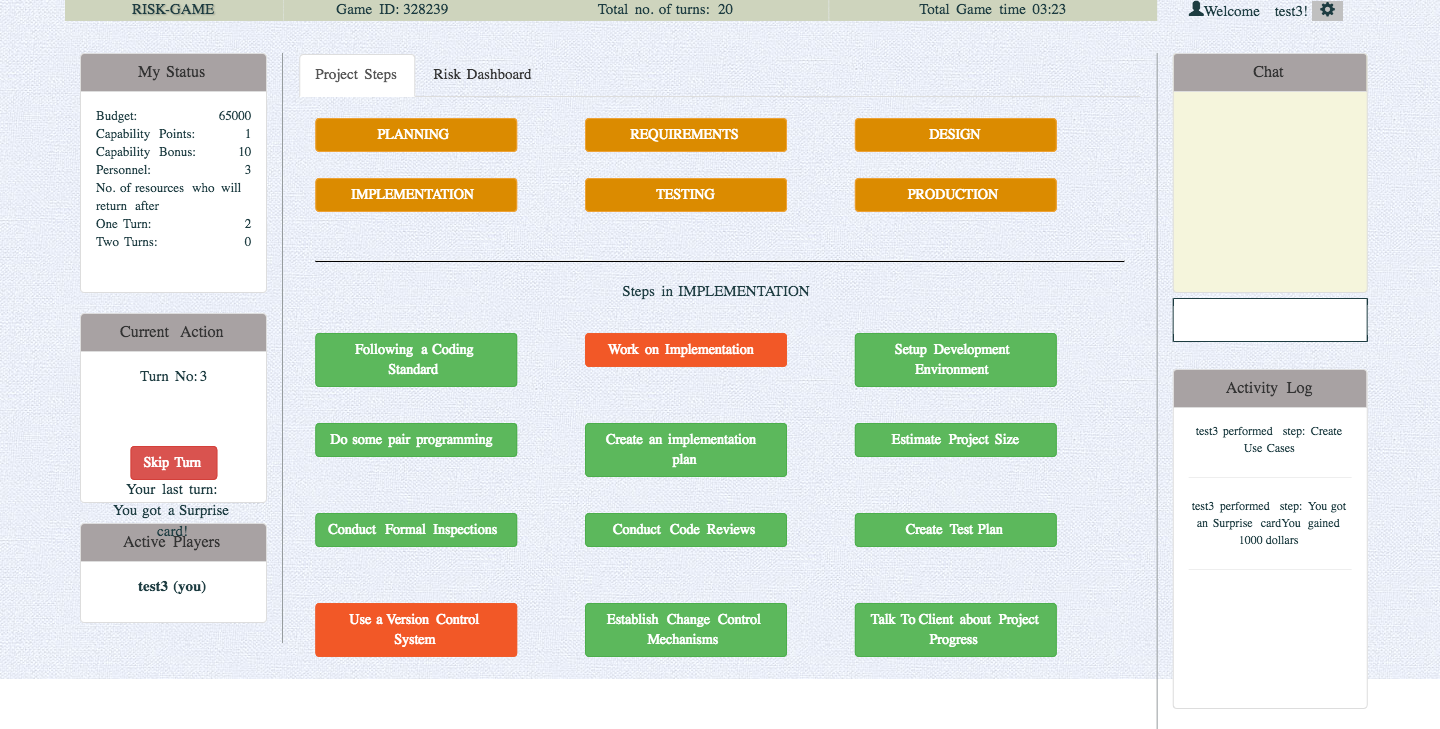 RISK-GAME
Game ID: 328239
Total no. of turns: 20
Total Game time 03:23
Welcome test3!
My Status
Budget: 65000
Capability Points: 1
Capability Bonus: 10
Personnel: 3
No. of resources who will
return after
One Turn: 2
Two Turns: 0
Current Action
Turn No: 3
Skip Turn
Your last turn:
You got a Surprise
card!
Active Players
test3 (you)
Project Steps
Risk Dashboard
PLANNING
REQUIREMENTS
DESIGN
IMPLEMENTATION
TESTING
PRODUCTION
Steps in IMPLEMENTATION
Following a Coding
Standard
Work on Implementation
Setup Development
Environment
Do some pair programming
Create an implementation
plan
Estimate Project Size
Conduct Formal Inspections
Conduct Code Reviews
Create Test Plan
Use a Version Control
System
Establish Change Control
Mechanisms
Talk To Client about Project
Progress
Chat
Activity Log
test3 performed step: Create
Use Cases
test3 performed step: You got
an Surprise cardYou gained
1000 dollars